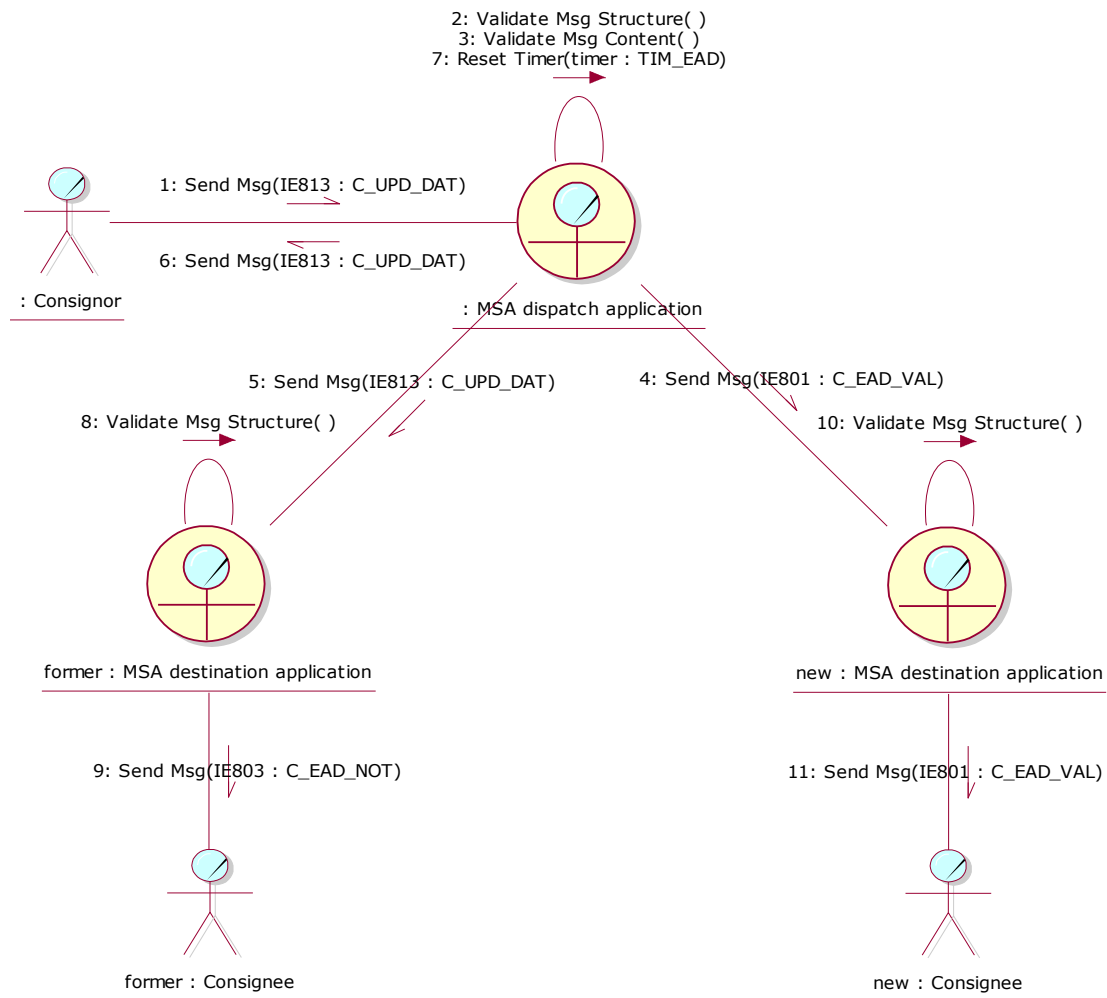 2: Validate Msg Structure( )
3: Validate Msg Content( )
7: Reset Timer(timer : TIM_EAD)
1: Send Msg(IE813 : C_UPD_DAT)
6: Send Msg(IE813 : C_UPD_DAT)
: Consignor
: MSA dispatch application
5: Send Msg(IE813 : C_UPD_DAT)
4: Send Msg(IE801 : C_EAD_VAL)
8: Validate Msg Structure( )
10: Validate Msg Structure( )
former : MSA destination application
new : MSA destination application
9: Send Msg(IE803 : C_EAD_NOT)
11: Send Msg(IE801 : C_EAD_VAL)
former : Consignee
new : Consignee